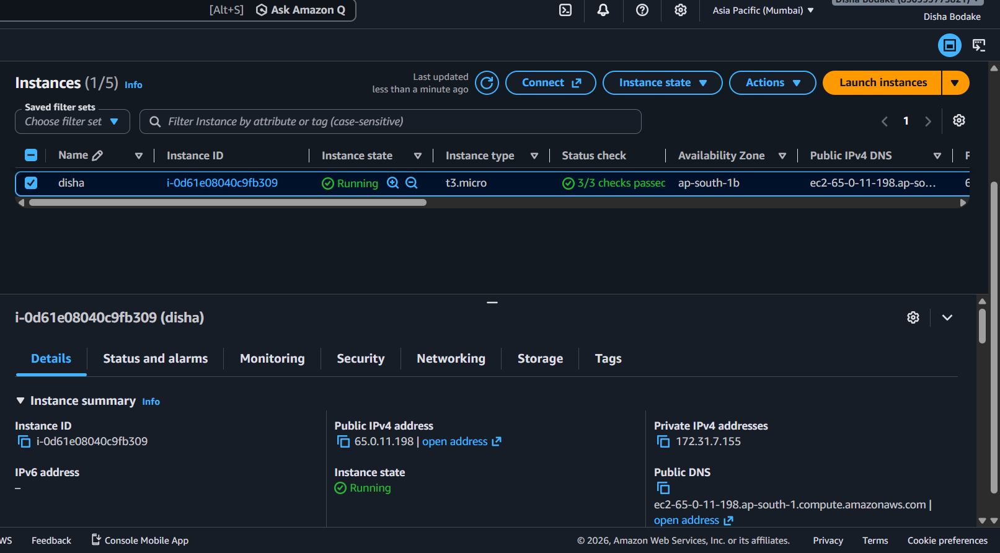 [Alt+S] Ask Amazon Q
Asia Pacific (Mumbai)
Disha Bodake
Instances (1/5) Info
Last updated
less than a minute ago
Connect
Instance state
Actions
Launch instances
Saved filter sets
Choose filter set
Filter Instance by attribute or tag (case-sensitive)
1
Name Instance ID Instance state Instance type Status check Availability Zone Public IPv4 DNS
disha i-0d61e08040c9fb309 Running t3.micro 3/3 checks passed ap-south-1b ec2-65-0-11-198.ap-so...
i-0d61e08040c9fb309 (disha)
Details Status and alarms Monitoring Security Networking Storage Tags
Instance summary Info
Instance ID
i-0d61e08040c9fb309
IPv6 address
–
Public IPv4 address
65.0.11.198 | open address
Instance state
Running
Private IPv4 addresses
172.31.7.155
Public DNS
ec2-65-0-11-198.ap-south-1.compute.amazonaws.com |
open address
WS Feedback Console Mobile App © 2026, Amazon Web Services, Inc. or its affiliates. Privacy Terms Cookie preferences